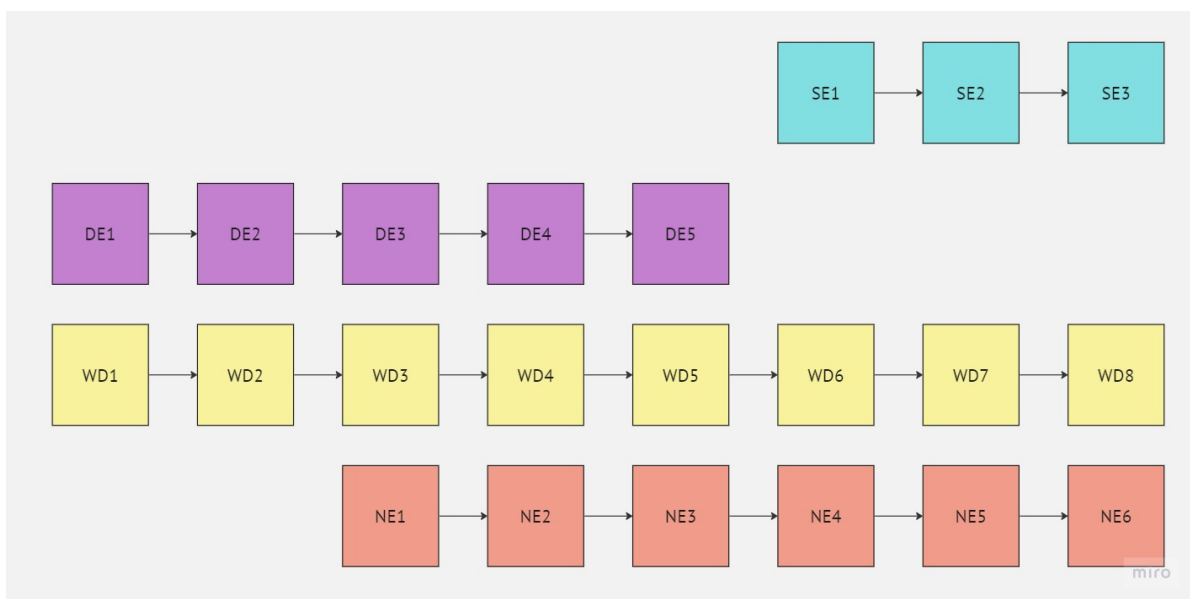 SE1 SE2 SE3
DE1 DE2 DE3 DE4 DE5
WD1 WD2 WD3 WD4 WD5 WD6 WD7 WD8
NE1 NE2 NE3 NE4 NE5 NE6
miro